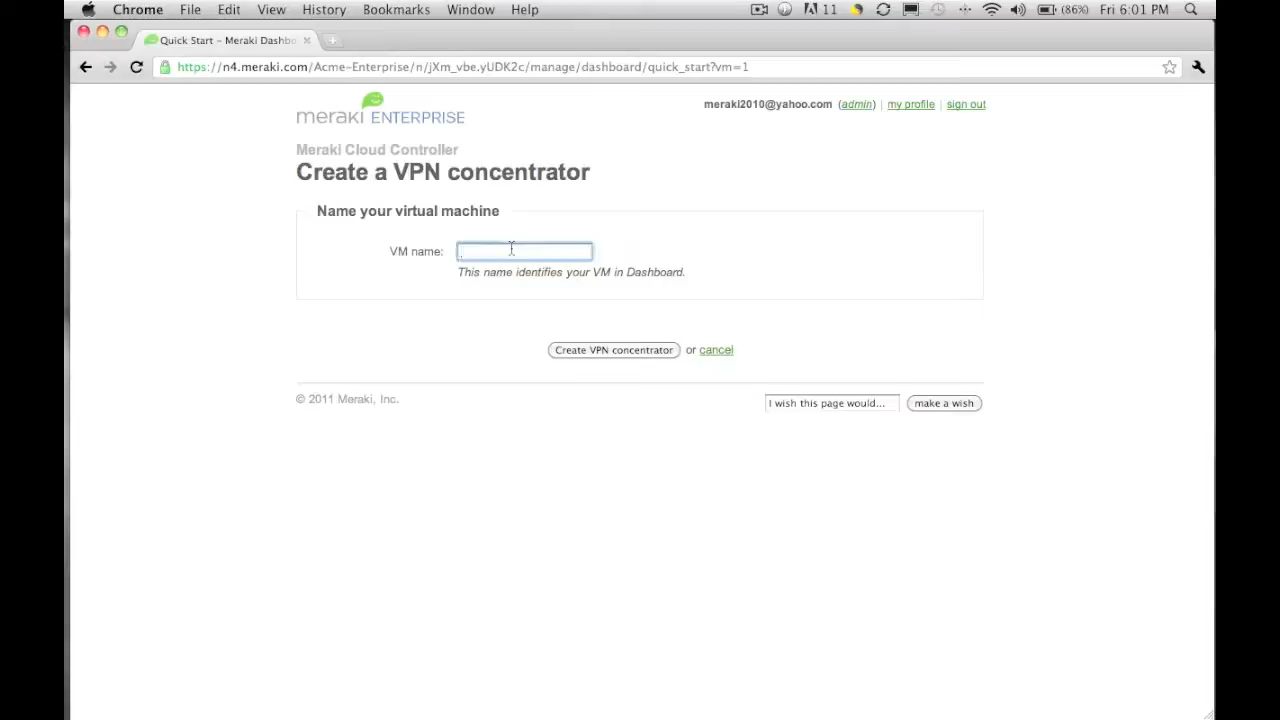 Chrome File Edit View History Bookmarks Window Help 11 (86%) Fri 6:01 PM
Quick Start – Meraki Dashbo
https://n4.meraki.com/Acme-Enterprise/n/jXm_vbe.yUDK2c/manage/dashboard/quick_start?vm=1
meraki ENTERPRISE
meraki2010@yahoo.com (admin) | my profile | sign out
Meraki Cloud Controller
Create a VPN concentrator
Name your virtual machine
VM name:
This name identifies your VM in Dashboard.
Create VPN concentrator or cancel
© 2011 Meraki, Inc.
I wish this page would... make a wish